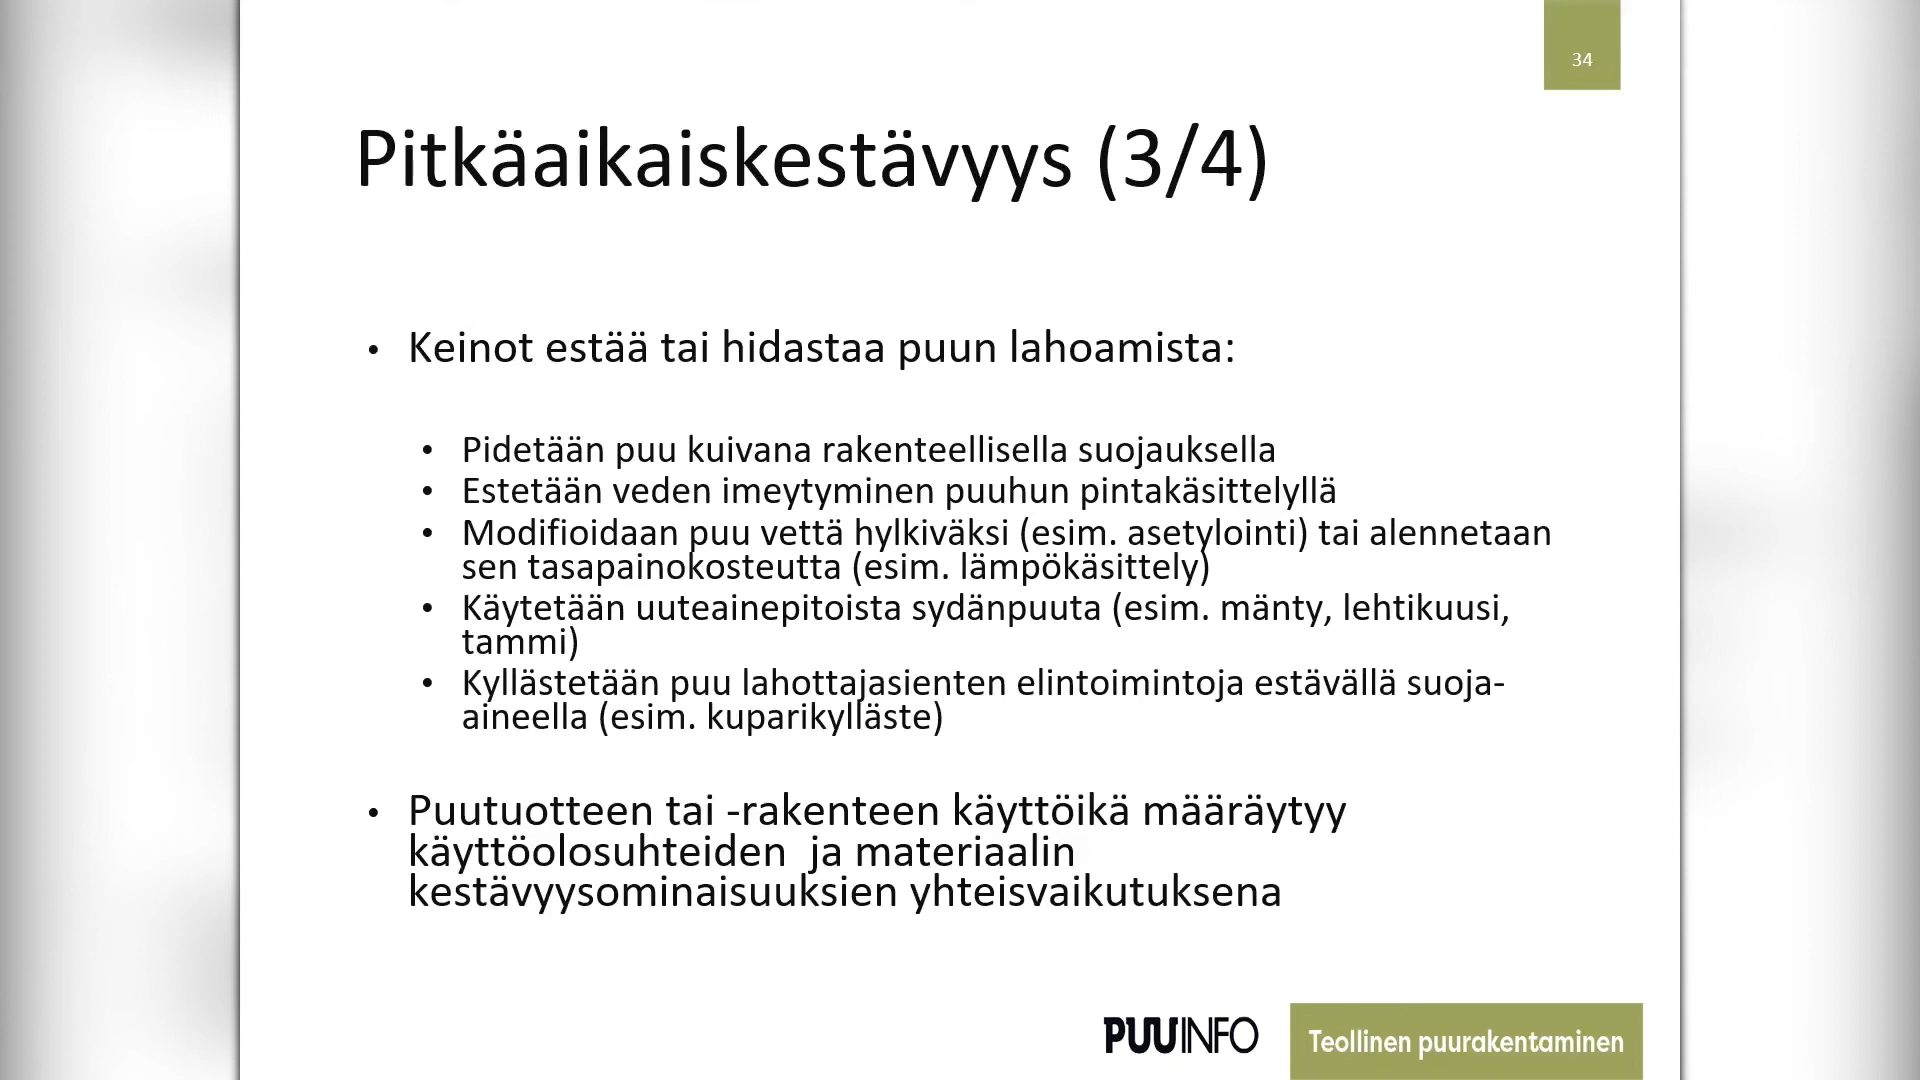 34
Pitkäaikaiskestävyys (3/4)
• Keinot estää tai hidastaa puun lahoamista:
• Pidetään puu kuivana rakenteellisella suojauksella
• Estetään veden imeytyminen puuhun pintakäsittelyllä
• Modifioidaan puu vettä hylkiväksi (esim. asetylointi) tai alennetaan
sen tasapainokosteutta (esim. lämpökäsittely)
• Käytetään uuteainepitoista sydänpuuta (esim. mänty, lehtikuusi,
tammi)
• Kyllästetään puu lahottajasienten elintoimintoja estävällä suoja-
aineella (esim. kuparikylläste)
• Puutuotteen tai -rakenteen käyttöikä määräytyy
käyttöolosuhteiden  ja materiaalin
kestävyysominaisuuksien yhteisvaikutuksena
PUUINFO
Teollinen puurakentaminen